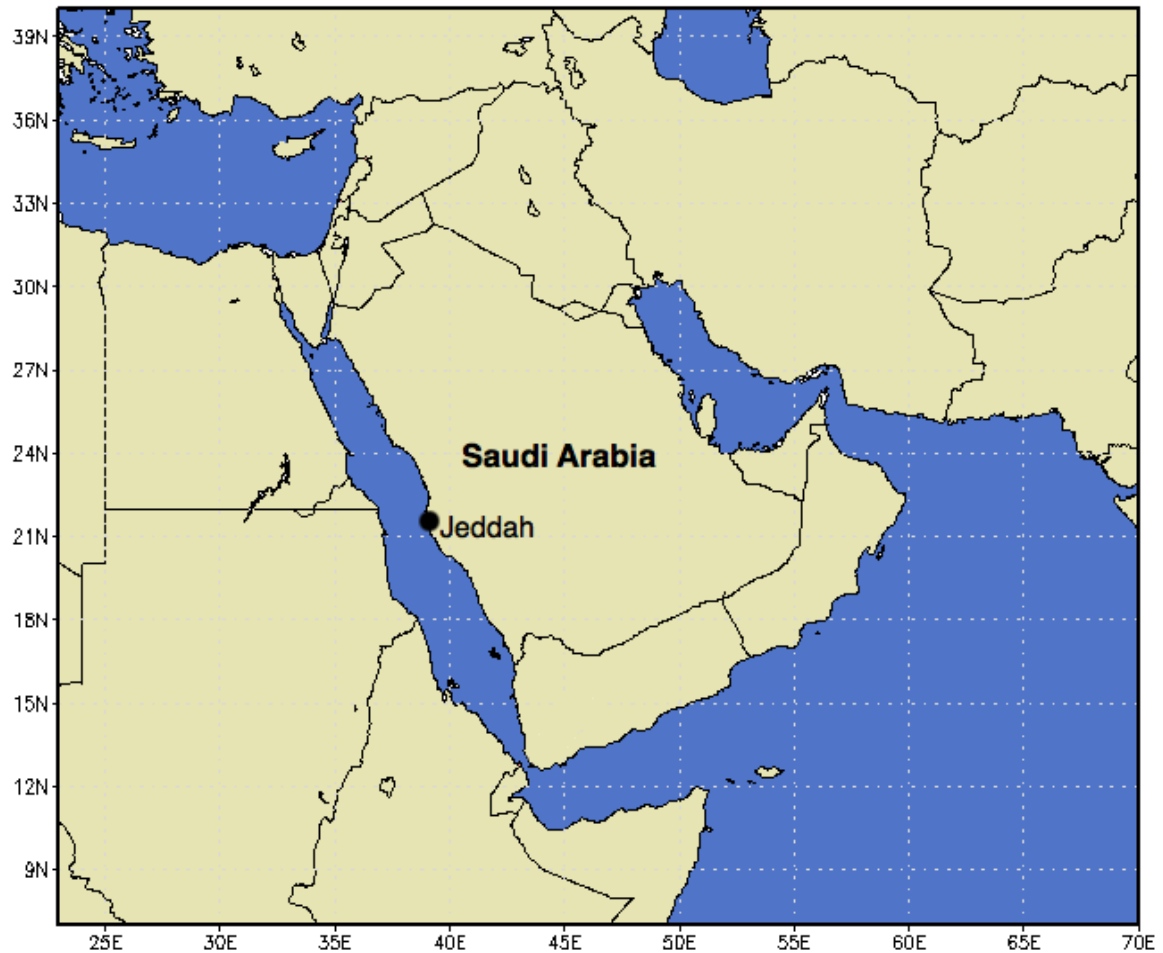 39N
36N
33N
30N
27N
24N
Saudi Arabia
Jeddah
21N
18N
15N
12N
9N
25E 30E 35E 40E 45E 50E 55E 60E 65E 70E